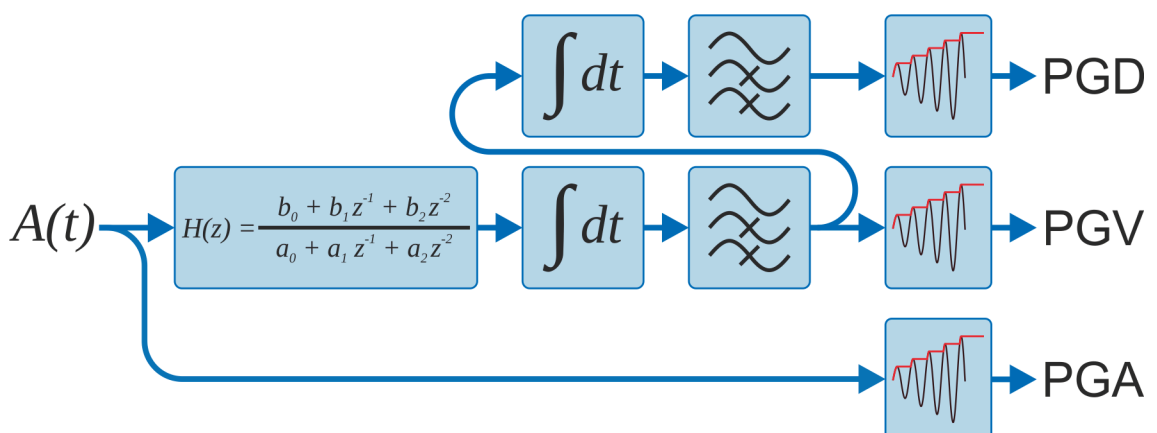 ∫ dt
PGD
A(t)
H(z) = (b₀ + b₁z⁻¹ + b₂z⁻²) / (a₀ + a₁z⁻¹ + a₂z⁻²)
∫ dt
PGV
PGA